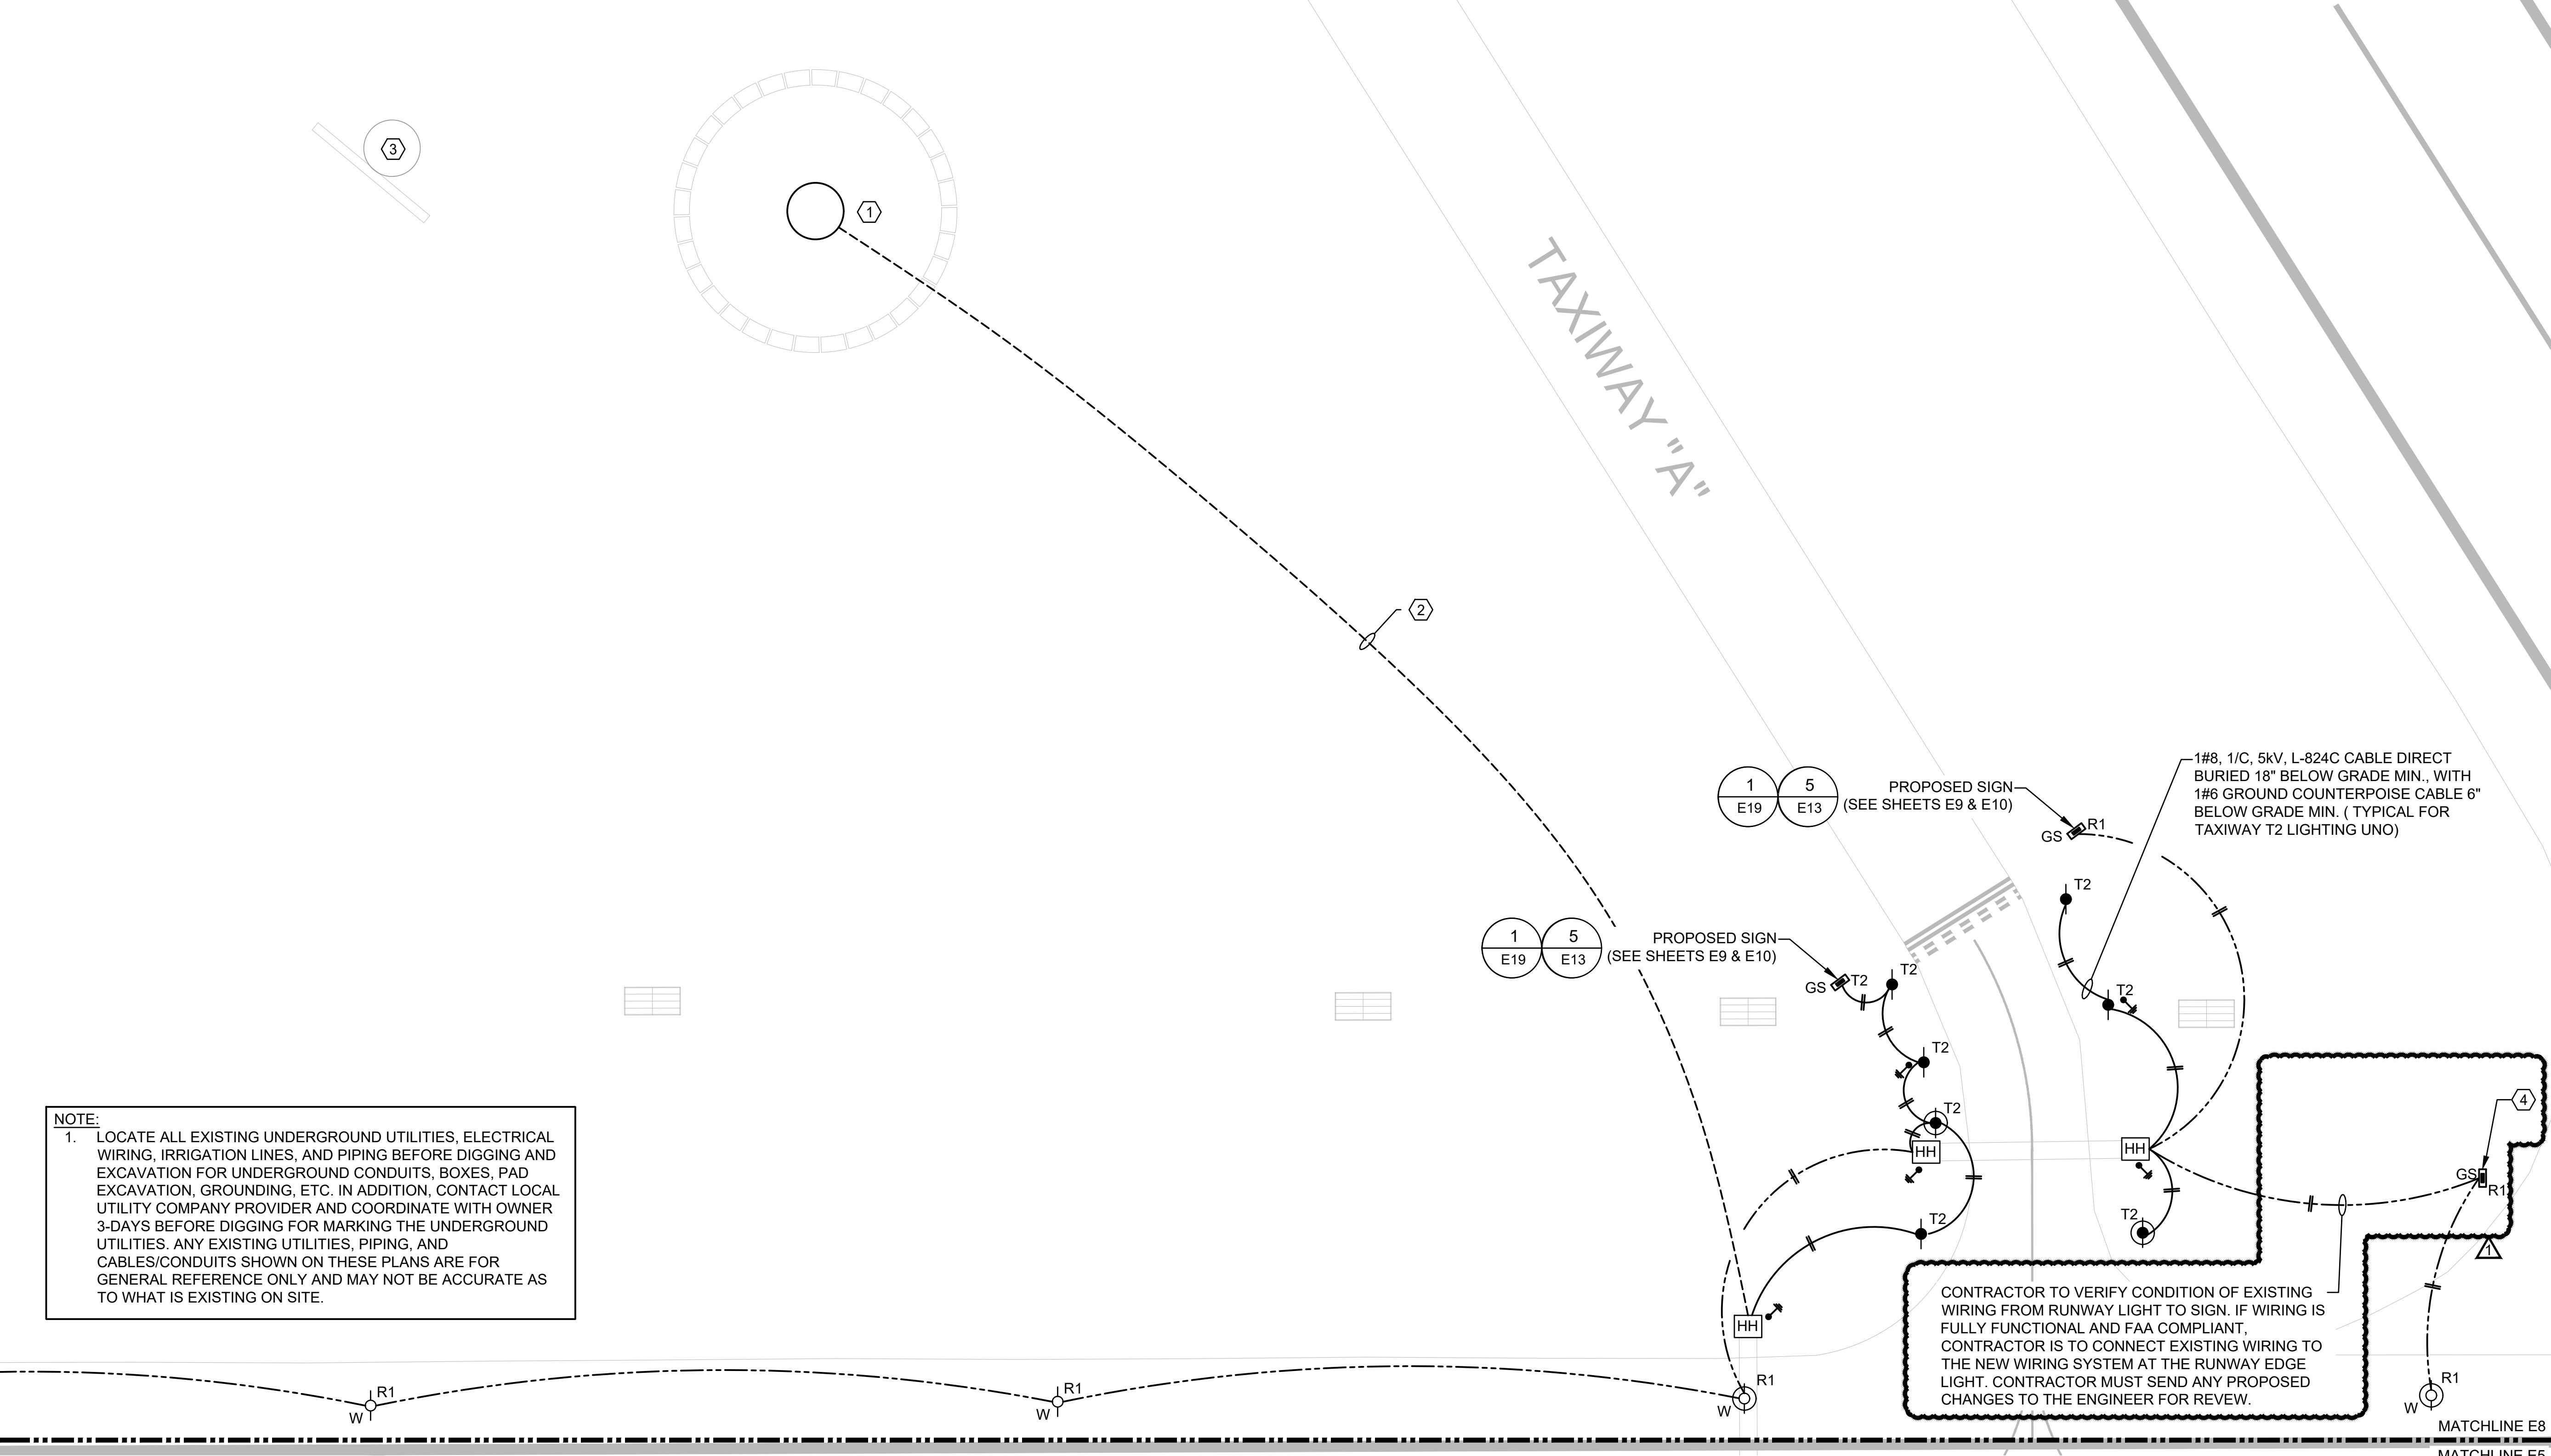 3
1
TAXIWAY "A"
2
1#8, 1/C, 5kV, L-824C CABLE DIRECT
BURIED 18" BELOW GRADE MIN., WITH
1#6 GROUND COUNTERPOISE CABLE 6"
BELOW GRADE MIN. ( TYPICAL FOR
TAXIWAY T2 LIGHTING UNO)
1
E19
5
E13
PROPOSED SIGN
(SEE SHEETS E9 & E10)
GS
R1
T2
1
E19
5
E13
PROPOSED SIGN
(SEE SHEETS E9 & E10)
GS
T2
T2
T2
T2
T2
HH
HH
T2
T2
4
GS
R1
1
NOTE:
1. LOCATE ALL EXISTING UNDERGROUND UTILITIES, ELECTRICAL
WIRING, IRRIGATION LINES, AND PIPING BEFORE DIGGING AND
EXCAVATION FOR UNDERGROUND CONDUITS, BOXES, PAD
EXCAVATION, GROUNDING, ETC. IN ADDITION, CONTACT LOCAL
UTILITY COMPANY PROVIDER AND COORDINATE WITH OWNER
3-DAYS BEFORE DIGGING FOR MARKING THE UNDERGROUND
UTILITIES. ANY EXISTING UTILITIES, PIPING, AND
CABLES/CONDUITS SHOWN ON THESE PLANS ARE FOR
GENERAL REFERENCE ONLY AND MAY NOT BE ACCURATE AS
TO WHAT IS EXISTING ON SITE.
HH
CONTRACTOR TO VERIFY CONDITION OF EXISTING
WIRING FROM RUNWAY LIGHT TO SIGN. IF WIRING IS
FULLY FUNCTIONAL AND FAA COMPLIANT,
CONTRACTOR IS TO CONNECT EXISTING WIRING TO
THE NEW WIRING SYSTEM AT THE RUNWAY EDGE
LIGHT. CONTRACTOR MUST SEND ANY PROPOSED
CHANGES TO THE ENGINEER FOR REVEW.
R1
W
R1
W
R1
W
R1
W
MATCHLINE E8
MATCHLINE E5